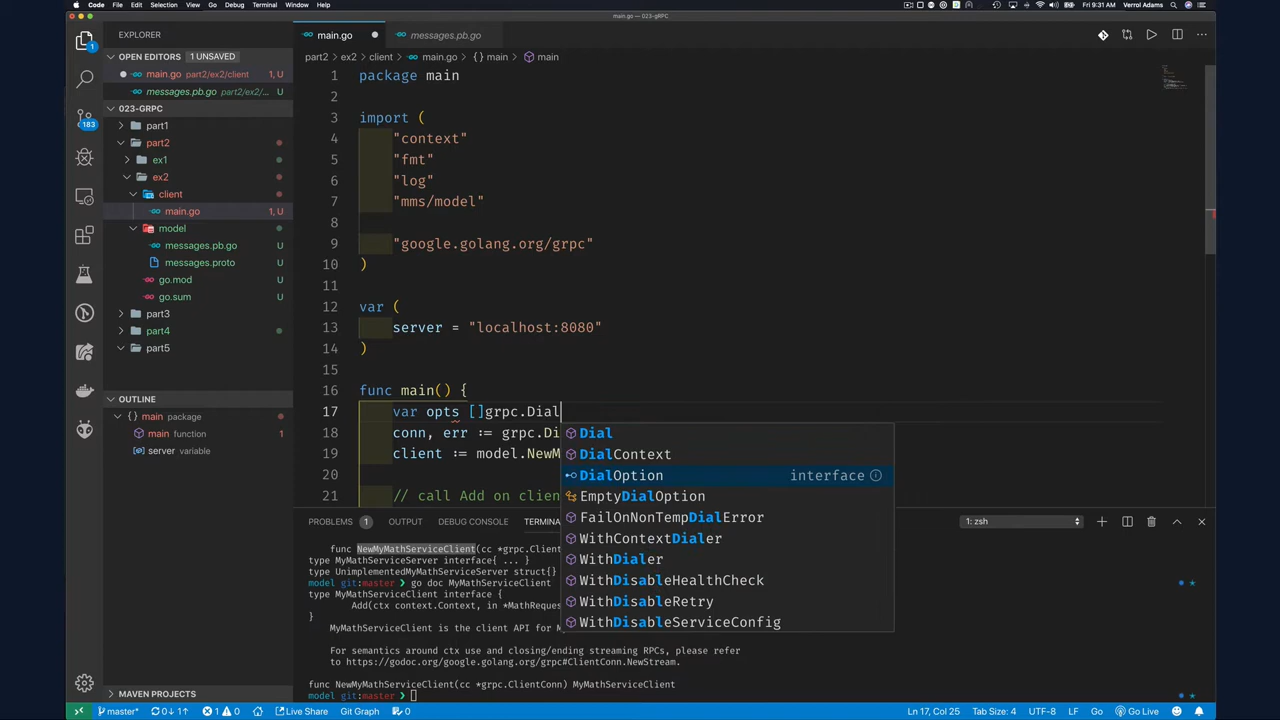 Code File Edit Selection View Go Debug Terminal Window Help
Fri 9:31 AM Verrol Adams
main.go — 023-gRPC
EXPLORER
OPEN EDITORS 1 UNSAVED
main.go part2/ex2/client 1, U
messages.pb.go part2/ex2/... U
023-GRPC
part1
part2
ex1
ex2
client
main.go 1, U
model
messages.pb.go U
messages.proto U
go.mod U
go.sum U
part3
part4
part5
OUTLINE
main package
main function
server variable
MAVEN PROJECTS
1
183
main.go messages.pb.go
part2 > ex2 > client > main.go > {} main > main
1 package main
2
3 import (
4 "context"
5 "fmt"
6 "log"
7 "mms/model"
8
9 "google.golang.org/grpc"
10 )
11
12 var (
13 server = "localhost:8080"
14 )
15
16 func main() {
17 var opts []grpc.Dial
18 conn, err := grpc.Di
19 client := model.NewM
20
21 // call Add on clien
Dial
DialContext
DialOption interface
EmptyDialOption
FailOnNonTempDialError
WithContextDialer
WithDialer
WithDisableHealthCheck
WithDisableRetry
WithDisableServiceConfig
PROBLEMS 1 OUTPUT DEBUG CONSOLE TERMINAL 1: zsh
func NewMyMathServiceClient(cc *grpc.Client
type MyMathServiceServer interface{ ... }
type UnimplementedMyMathServiceServer struct{}
model git:master ❯ go doc MyMathServiceClient
type MyMathServiceClient interface {
Add(ctx context.Context, in *MathReques
}
MyMathServiceClient is the client API for
For semantics around ctx use and closing/ending streaming RPCs, please refer
to https://godoc.org/google.golang.org/grpc#ClientConn.NewStream.
func NewMyMathServiceClient(cc *grpc.ClientConn) MyMathServiceClient
model git:master ❯
master* 0↓ 1↑ 1 0 Live Share Git Graph 0
Ln 17, Col 25 Tab Size: 4 UTF-8 LF Go Go Live